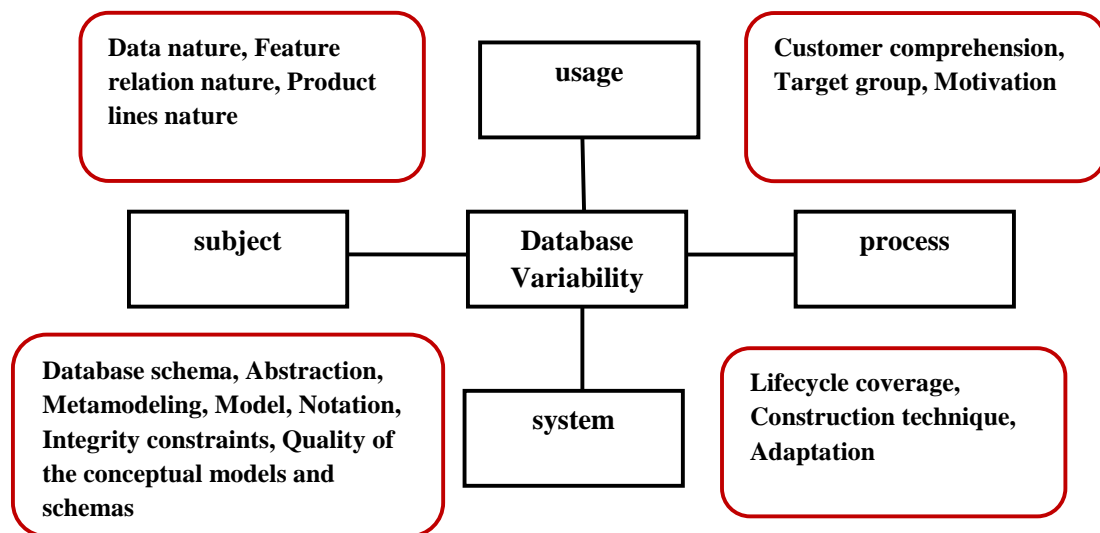 Data nature, Feature
relation nature, Product
lines nature
usage
Customer comprehension,
Target group, Motivation
subject
Database
Variability
process
Database schema, Abstraction,
Metamodeling, Model, Notation,
Integrity constraints, Quality of
the conceptual models and
schemas
system
Lifecycle coverage,
Construction technique,
Adaptation